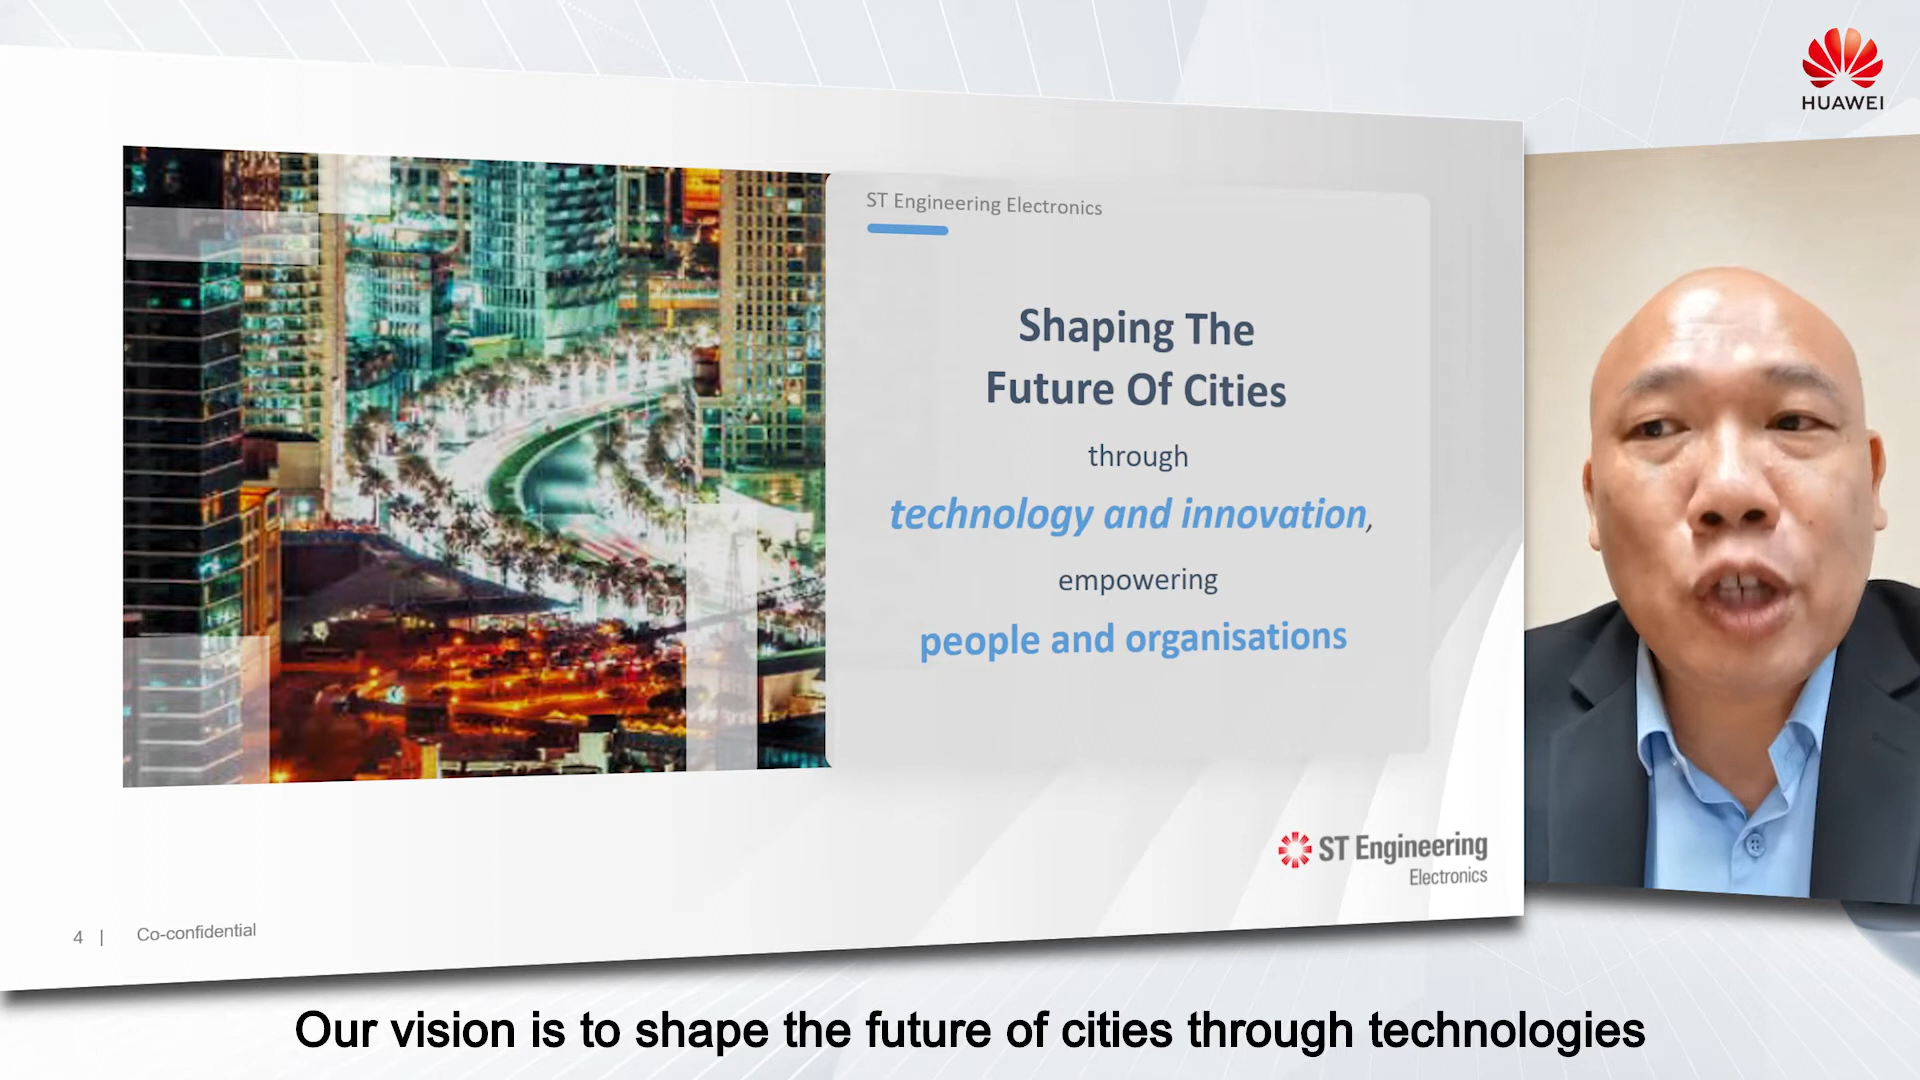 HUAWEI
ST Engineering Electronics
Shaping The
Future Of Cities
through
technology and innovation,
empowering
people and organisations
ST Engineering
Electronics
4 | Co-confidential
Our vision is to shape the future of cities through technologies